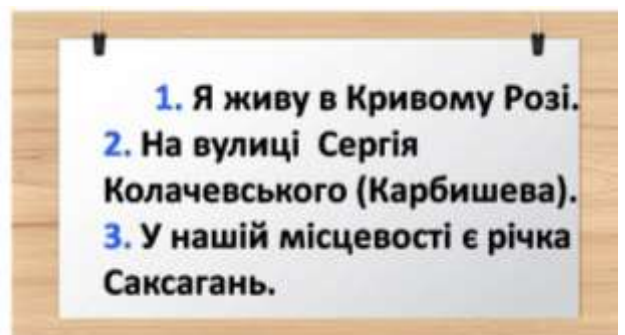 1. Я живу в Кривому Розі.
2. На вулиці Сергія
Колачевського (Карбишева).
3. У нашій місцевості є річка
Саксагань.